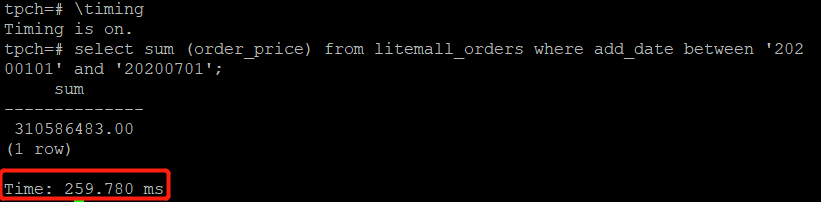 tpch=# \timing
Timing is on.
tpch=# select sum (order_price) from litemall_orders where add_date between '202
00101' and '20200701';
sum
--------------
310586483.00
(1 row)
Time: 259.780 ms